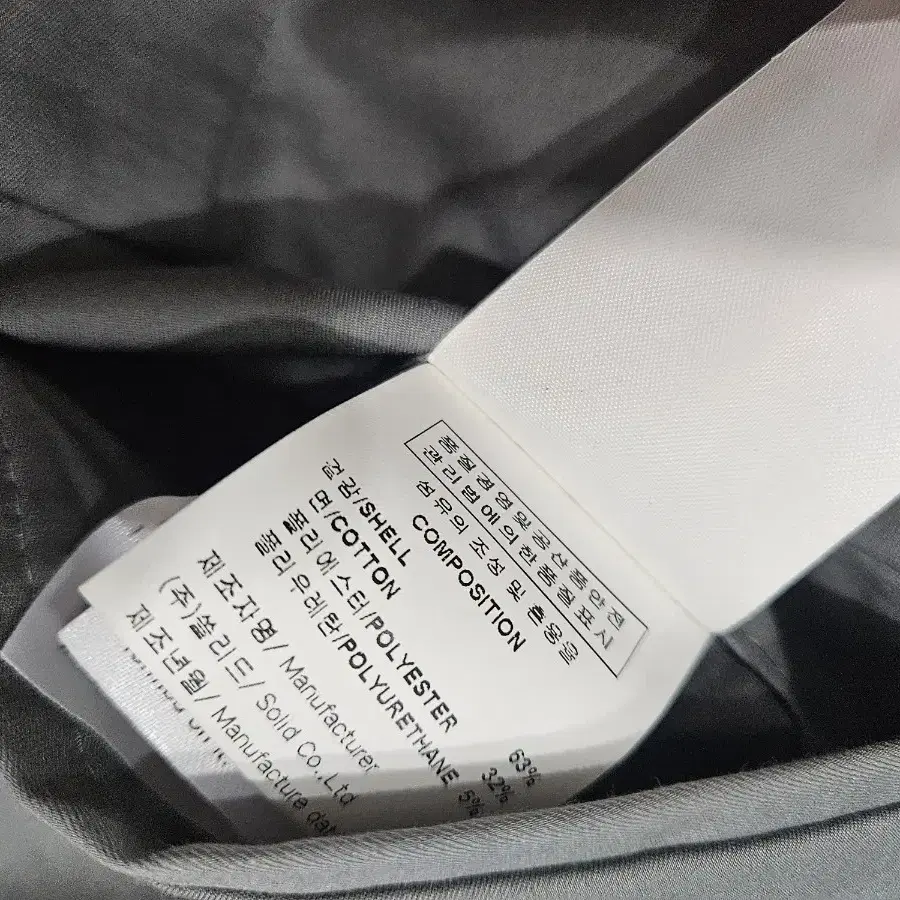 품질경영및공산품안전
관리법에의한품질표시
섬유의 조성 및 혼용율
COMPOSITION
겉감/SHELL
면/COTTON 63%
폴리에스터/POLYESTER 32%
폴리우레탄/POLYURETHANE 5%
제조자명/ Manufacturer
(주)쏠리드/ Solid Co.,Ltd
제조년월/ Manufacture dat